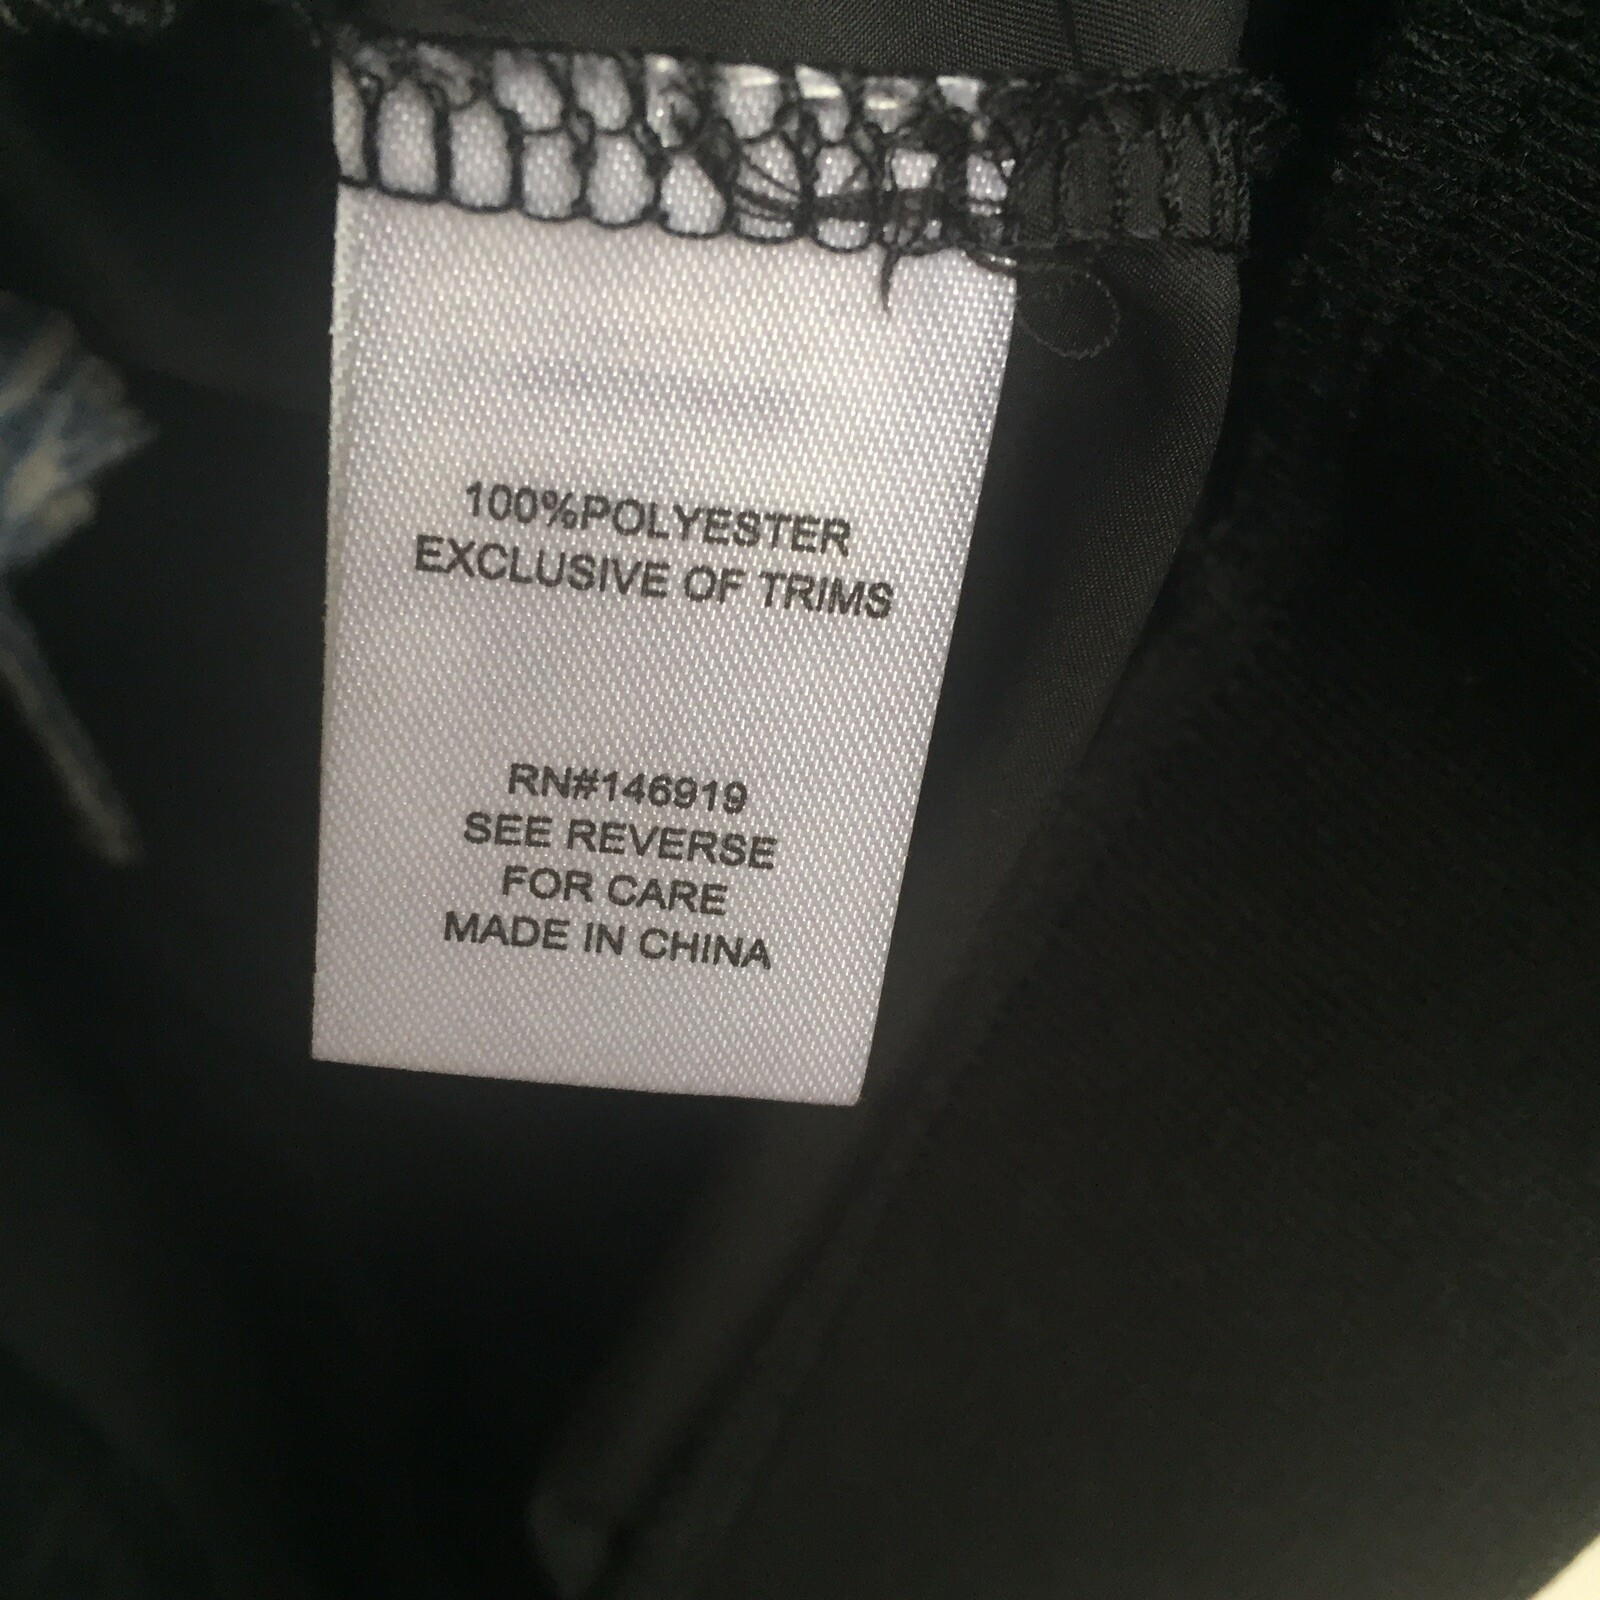 100%POLYESTER
EXCLUSIVE OF TRIMS
RN#146919
SEE REVERSE
FOR CARE
MADE IN CHINA